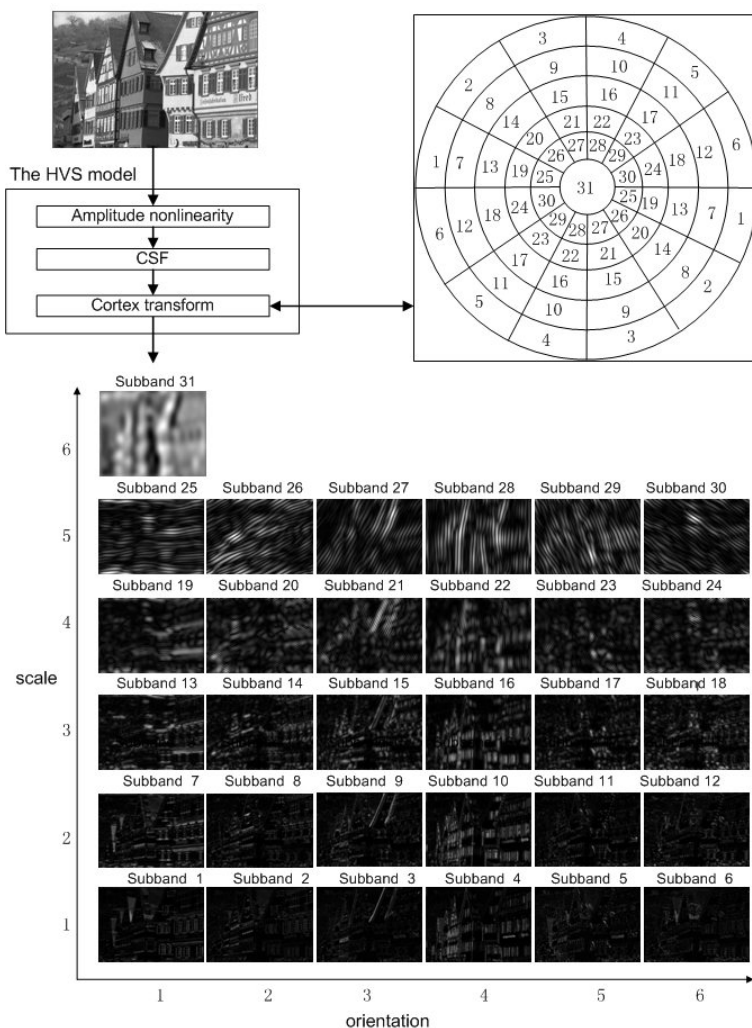 The HVS model
Amplitude nonlinearity
CSF
Cortex transform
3 4
2 9 10 5
8 15 16 11
14 21 22 17
20 27 28 23
26 29
1 7 13 19 25 30 24 18 12 6
31
6 12 18 24 30 25 19 13 7 1
29 26
23 28 27 20
17 22 21 14
11 16 15 8
5 10 9 2
4 3
Subband 31
6
Subband 25 Subband 26 Subband 27 Subband 28 Subband 29 Subband 30
5
Subband 19 Subband 20 Subband 21 Subband 22 Subband 23 Subband 24
4
scale
Subband 13 Subband 14 Subband 15 Subband 16 Subband 17 Subband 18
3
Subband 7 Subband 8 Subband 9 Subband 10 Subband 11 Subband 12
2
Subband 1 Subband 2 Subband 3 Subband 4 Subband 5 Subband 6
1
1 2 3 4 5 6
orientation